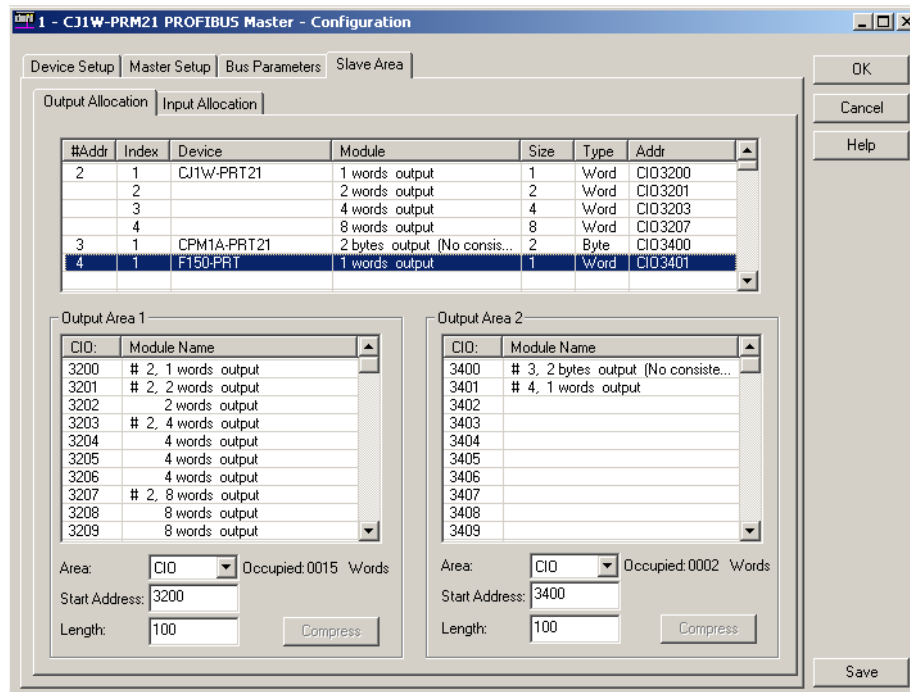 1 - CJ1W-PRM21 PROFIBUS Master - Configuration
Device Setup Master Setup Bus Parameters Slave Area
OK
Cancel
Help
Output Allocation Input Allocation
#Addr Index Device Module Size Type Addr
2 1 CJ1W-PRT21 1 words output 1 Word CIO3200
2 2 words output 2 Word CIO3201
3 4 words output 4 Word CIO3203
4 8 words output 8 Word CIO3207
3 1 CPM1A-PRT21 2 bytes output (No consis... 2 Byte CIO3400
4 1 F150-PRT 1 words output 1 Word CIO3401
Output Area 1
CIO: Module Name
3200 # 2, 1 words output
3201 # 2, 2 words output
3202 2 words output
3203 # 2, 4 words output
3204 4 words output
3205 4 words output
3206 4 words output
3207 # 2, 8 words output
3208 8 words output
3209 8 words output
Area: CIO Occupied:0015 Words
Start Address: 3200
Length: 100 Compress
Output Area 2
CIO: Module Name
3400 # 3, 2 bytes output (No consiste...
3401 # 4, 1 words output
3402
3403
3404
3405
3406
3407
3408
3409
Area: CIO Occupied:0002 Words
Start Address: 3400
Length: 100 Compress
Save